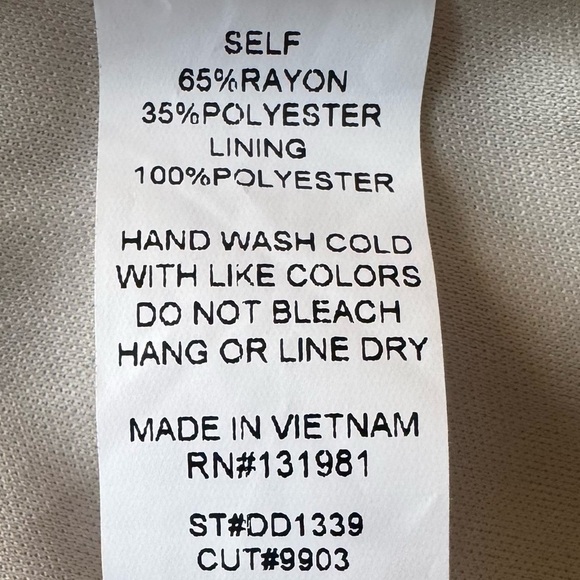 SELF
65%RAYON
35%POLYESTER
LINING
100%POLYESTER
HAND WASH COLD
WITH LIKE COLORS
DO NOT BLEACH
HANG OR LINE DRY
MADE IN VIETNAM
RN#131981
ST#DD1339
CUT#9903